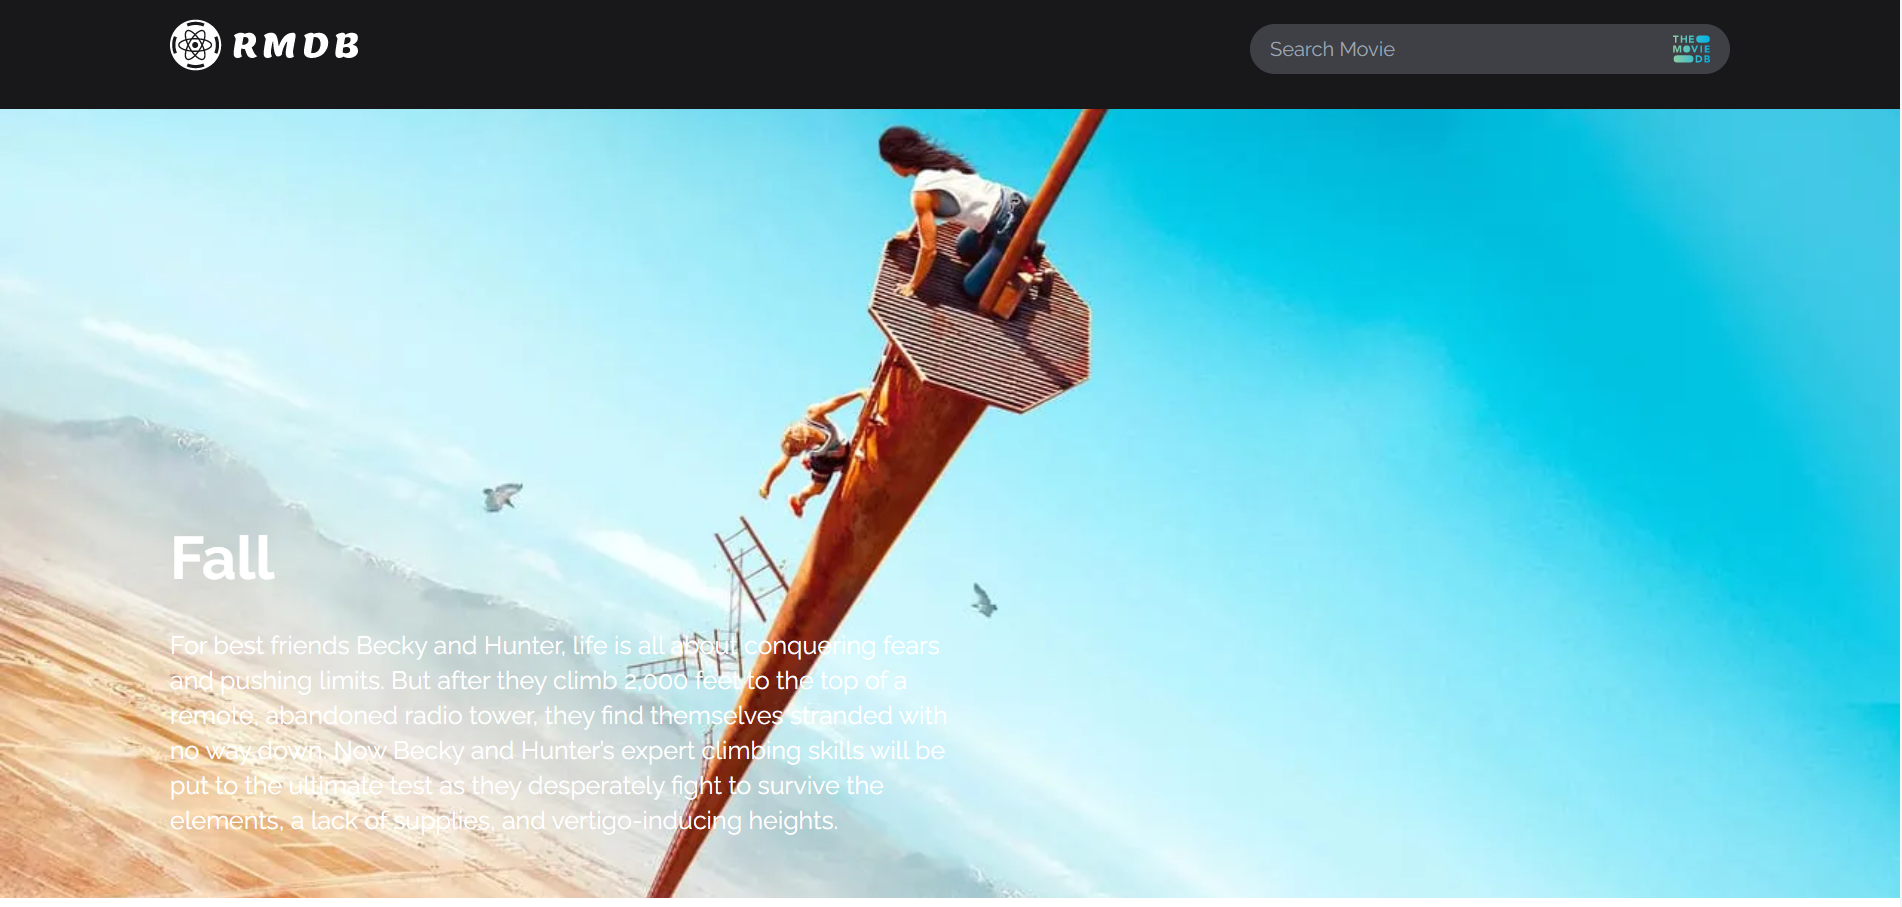 RMDB
Search Movie
THE
MOVIE
DB
Fall
For best friends Becky and Hunter, life is all about conquering fears
and pushing limits. But after they climb 2,000 feet to the top of a
remote, abandoned radio tower, they find themselves stranded with
no way down. Now Becky and Hunter’s expert climbing skills will be
put to the ultimate test as they desperately fight to survive the
elements, a lack of supplies, and vertigo-inducing heights.